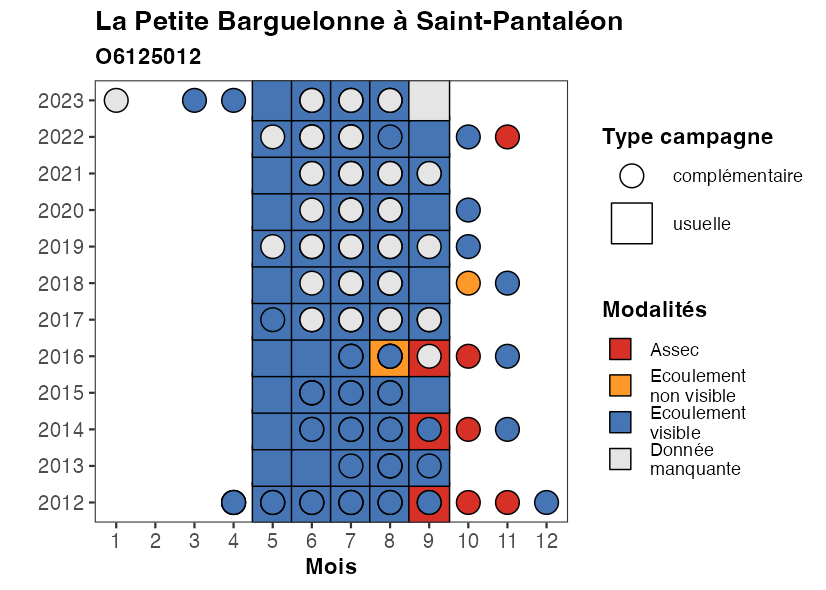 La Petite Barguelonne à Saint-Pantaléon
O6125012
2023
2022
2021
2020
2019
2018
2017
2016
2015
2014
2013
2012
1 2 3 4 5 6 7 8 9 10 11 12
Mois
Type campagne
complémentaire
usuelle
Modalités
Assec
Ecoulement
non visible
Ecoulement
visible
Donnée
manquante